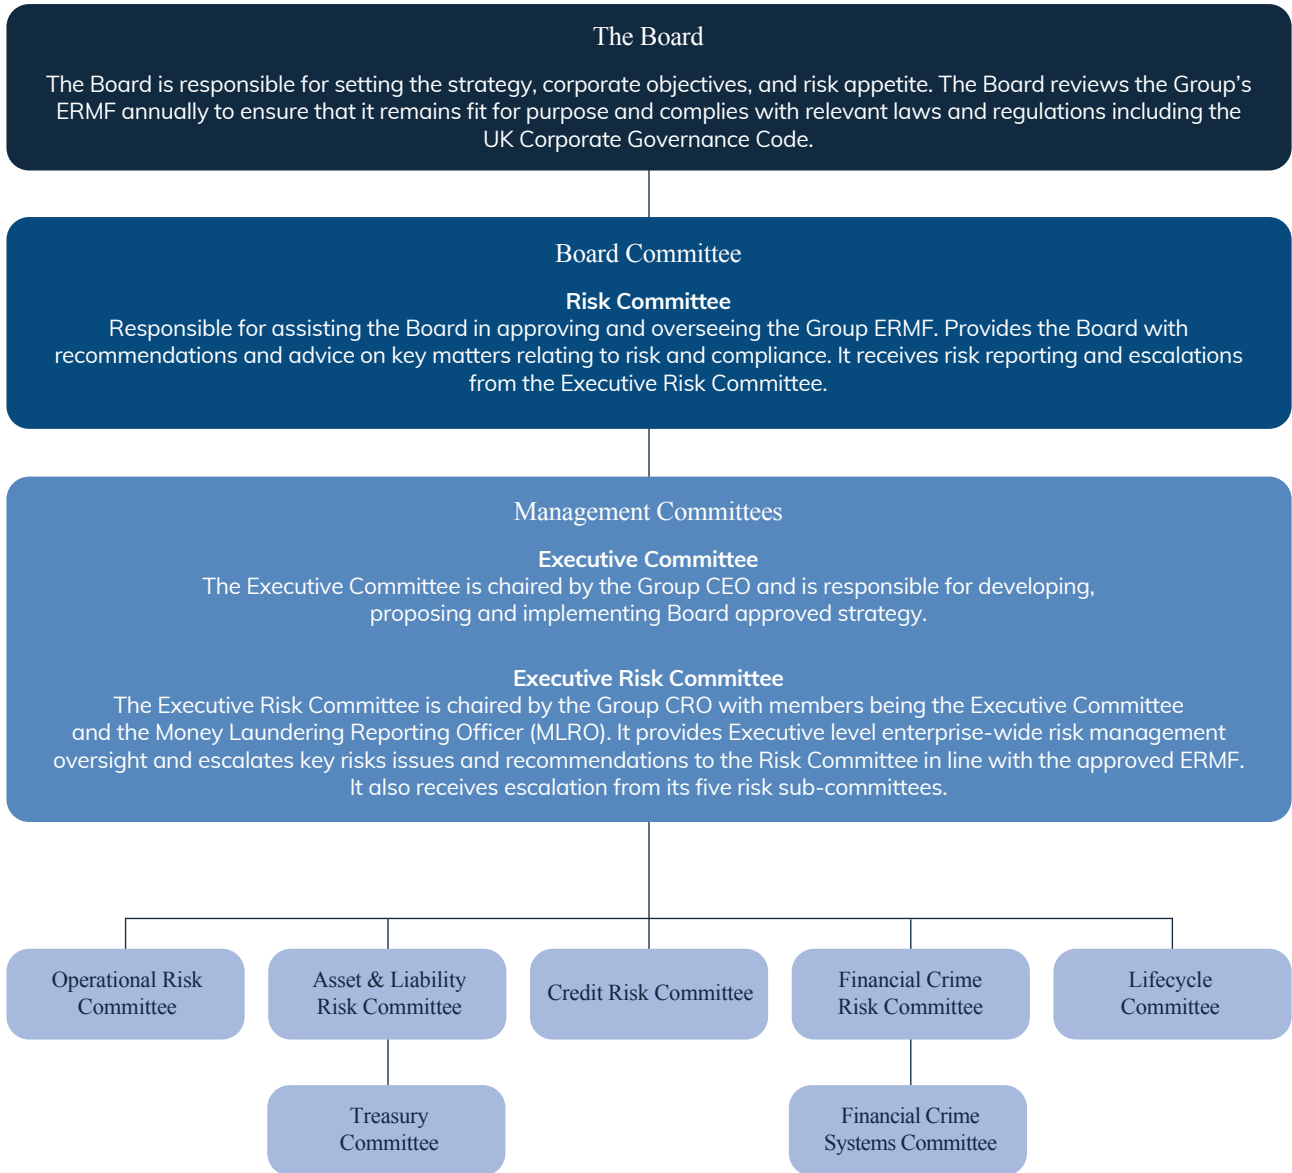 The Board
The Board is responsible for setting the strategy, corporate objectives, and risk appetite. The Board reviews the Group’s
ERMF annually to ensure that it remains fit for purpose and complies with relevant laws and regulations including the
UK Corporate Governance Code.
Board Committee
Risk Committee
Responsible for assisting the Board in approving and overseeing the Group ERMF. Provides the Board with
recommendations and advice on key matters relating to risk and compliance. It receives risk reporting and escalations
from the Executive Risk Committee.
Management Committees
Executive Committee
The Executive Committee is chaired by the Group CEO and is responsible for developing,
proposing and implementing Board approved strategy.
Executive Risk Committee
The Executive Risk Committee is chaired by the Group CRO with members being the Executive Committee
and the Money Laundering Reporting Officer (MLRO). It provides Executive level enterprise-wide risk management
oversight and escalates key risks issues and recommendations to the Risk Committee in line with the approved ERMF.
It also receives escalation from its five risk sub-committees.
Operational Risk
Committee
Asset & Liability
Risk Committee
Credit Risk Committee
Financial Crime
Risk Committee
Lifecycle
Committee
Treasury
Committee
Financial Crime
Systems Committee